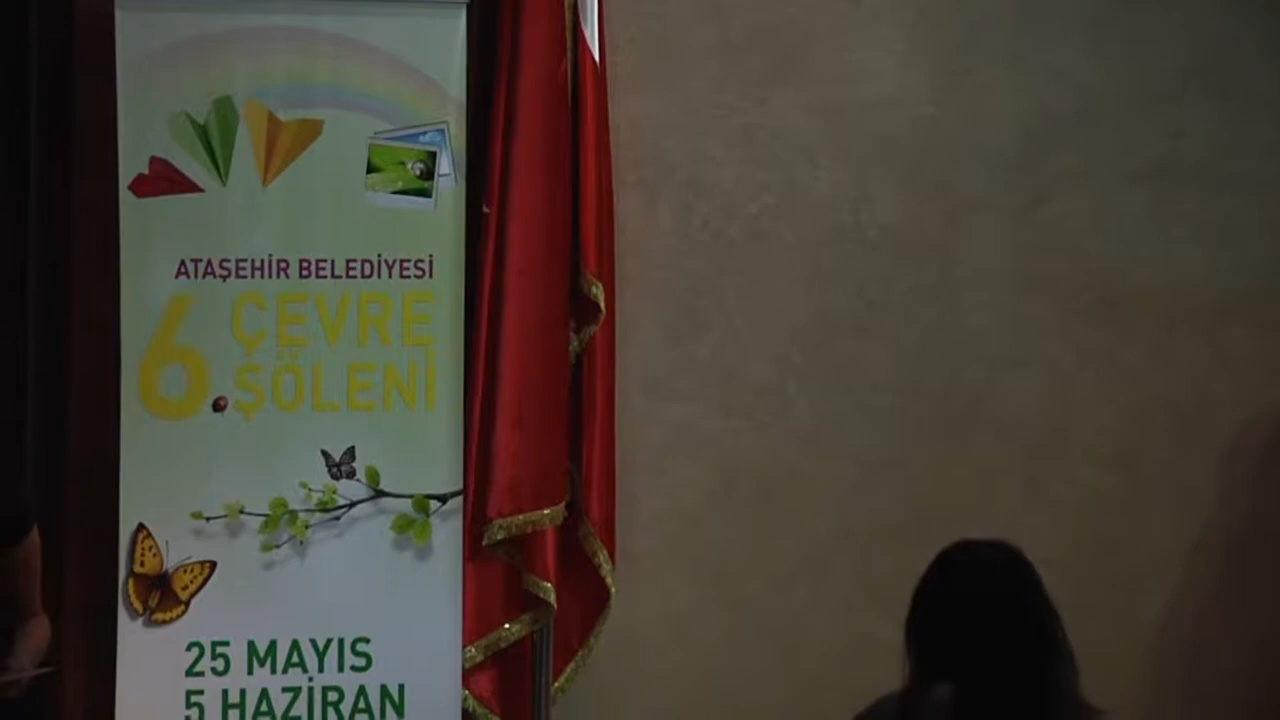 ATAŞEHİR BELEDİYESİ
6. ÇEVRE
ŞÖLENİ
25 MAYIS
5 HAZİRAN